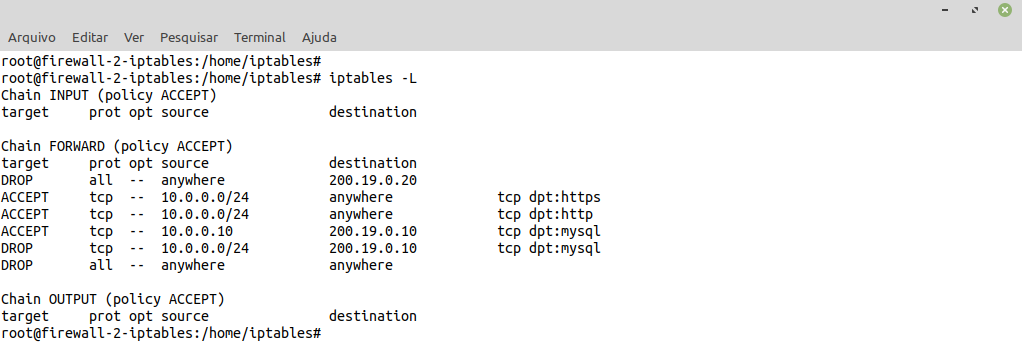 Arquivo Editar Ver Pesquisar Terminal Ajuda
root@firewall-2-iptables:/home/iptables#
root@firewall-2-iptables:/home/iptables# iptables -L
Chain INPUT (policy ACCEPT)
target     prot opt source               destination

Chain FORWARD (policy ACCEPT)
target     prot opt source               destination
DROP       all  --  anywhere             200.19.0.20
ACCEPT     tcp  --  10.0.0.0/24          anywhere             tcp dpt:https
ACCEPT     tcp  --  10.0.0.0/24          anywhere             tcp dpt:http
ACCEPT     tcp  --  10.0.0.10            200.19.0.10          tcp dpt:mysql
DROP       tcp  --  10.0.0.0/24          200.19.0.10          tcp dpt:mysql
DROP       all  --  anywhere             anywhere

Chain OUTPUT (policy ACCEPT)
target     prot opt source               destination
root@firewall-2-iptables:/home/iptables#